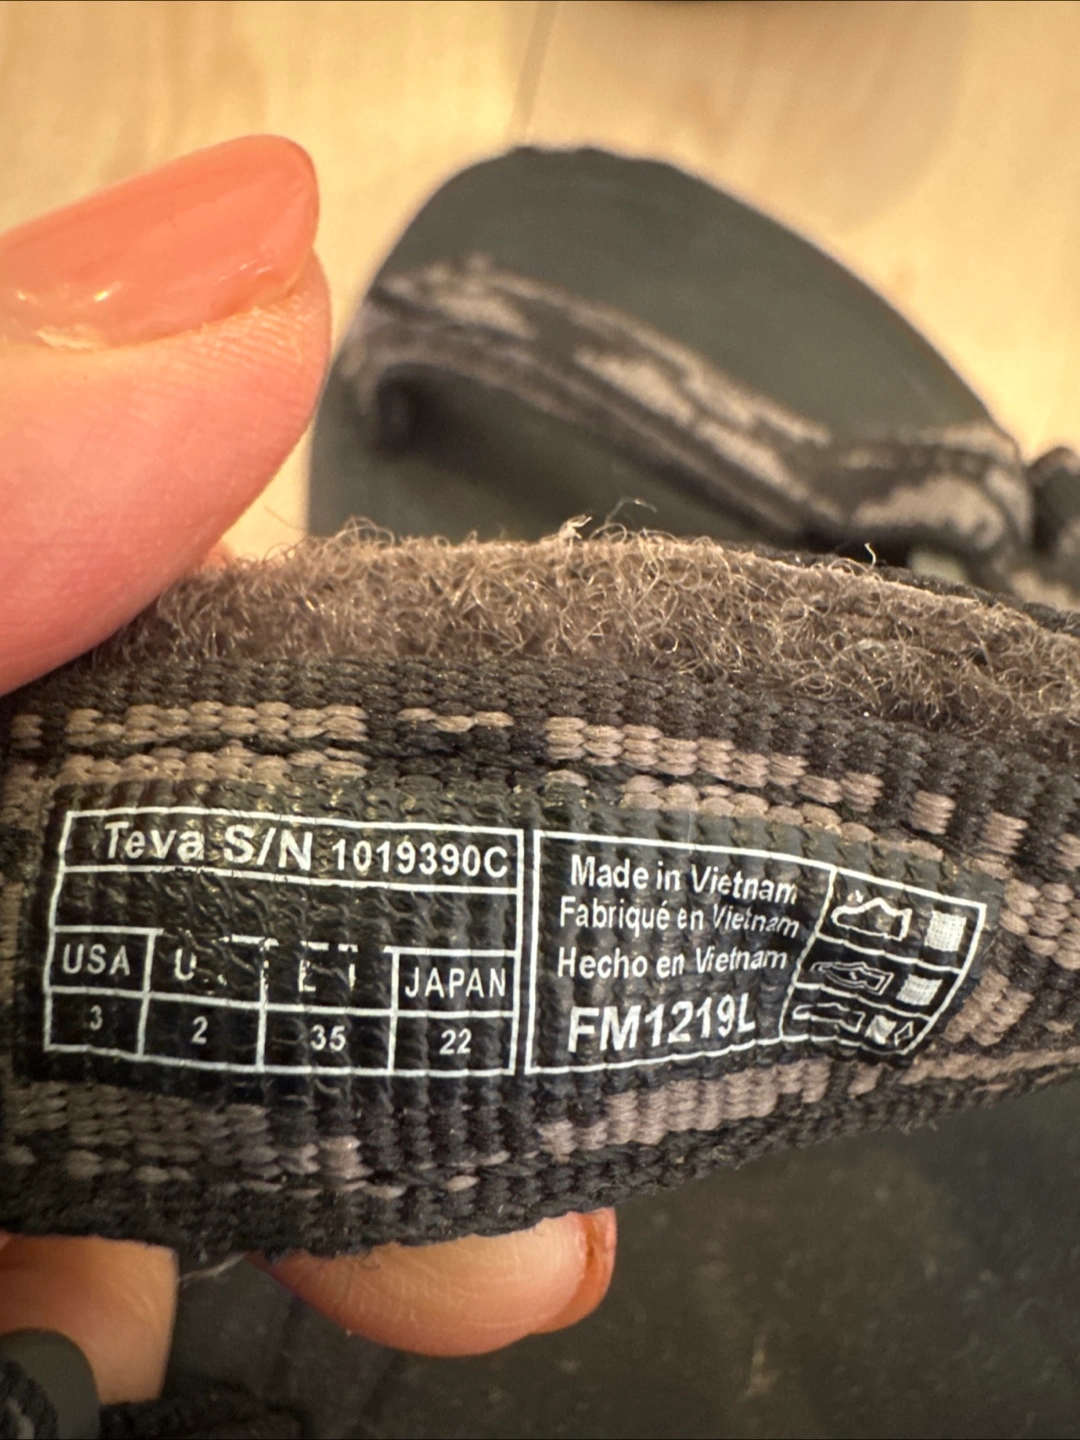 Teva S/N 1019390C
USA JAPAN
3 2 35 22
Made in Vietnam
Fabriqué en Vietnam
Hecho en Vietnam
FM1219L